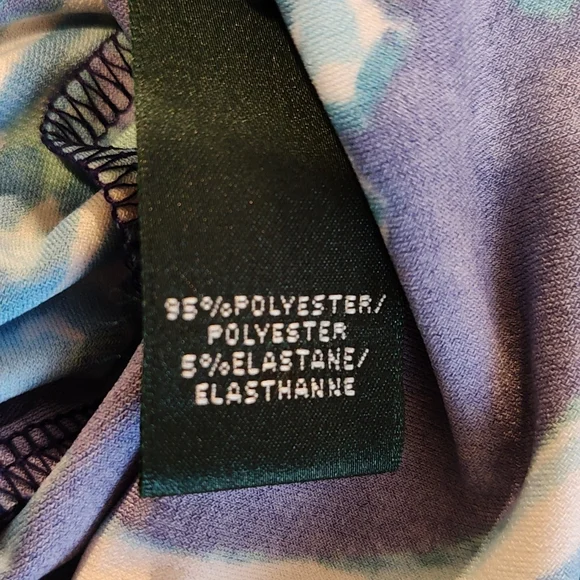 95%POLYESTER/
POLYESTER
5%ELASTANE/
ELASTHANNE